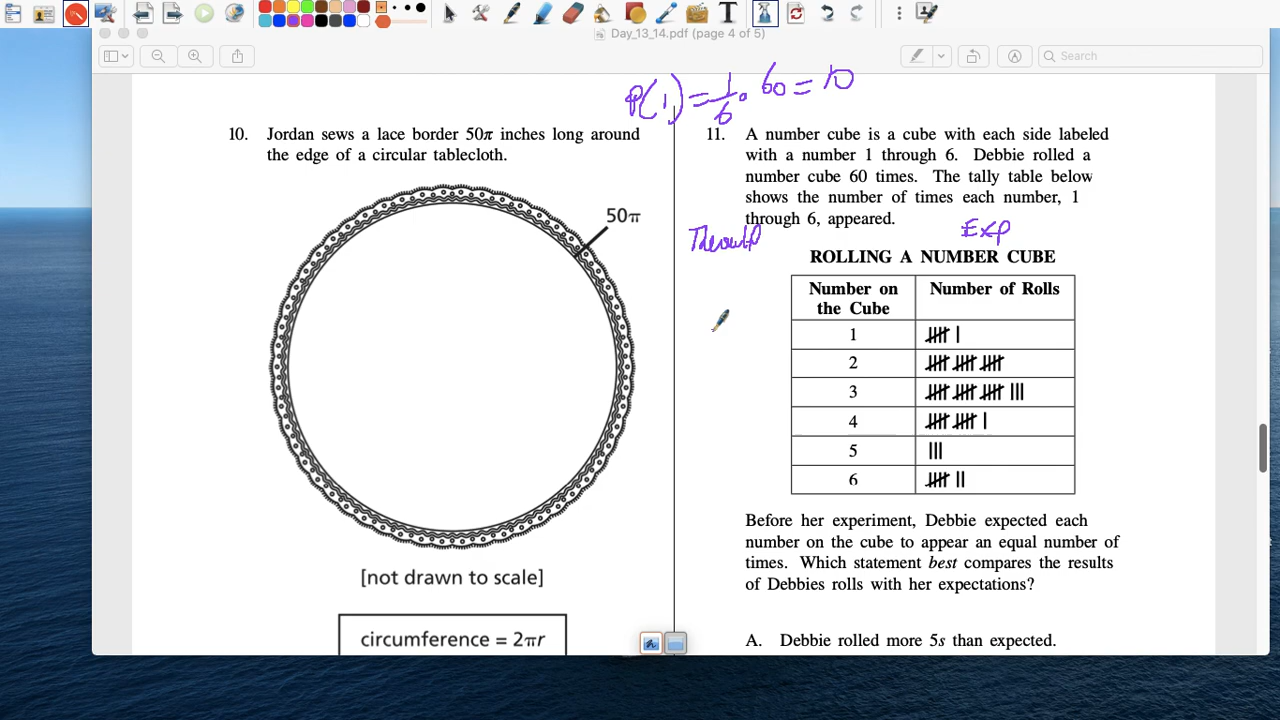 Day_13_14.pdf (page 4 of 5)
Search
P(1) = 1/6 · 60 = 10
10. Jordan sews a lace border 50π inches long around
the edge of a circular tablecloth.
50π
[not drawn to scale]
circumference = 2πr
11. A number cube is a cube with each side labeled
with a number 1 through 6. Debbie rolled a
number cube 60 times. The tally table below
shows the number of times each number, 1
through 6, appeared.
Exp
ROLLING A NUMBER CUBE
Number on the Cube Number of Rolls
1
2
3
4
5
6
Before her experiment, Debbie expected each
number on the cube to appear an equal number of
times. Which statement best compares the results
of Debbies rolls with her expectations?
A. Debbie rolled more 5s than expected.